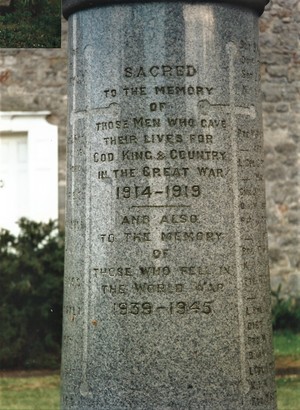 SACRED
TO THE MEMORY
OF
THOSE MEN WHO GAVE
THEIR LIVES FOR
GOD KING & COUNTRY
IN THE GREAT WAR
1914-1919
AND ALSO
TO THE MEMORY
OF
THOSE WHO FELL IN
THE WORLD WAR
1939-1945